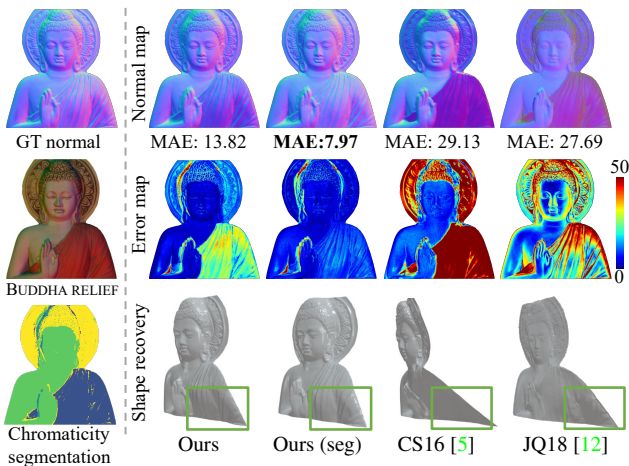 Normal map
GT normal
MAE: 13.82
MAE:7.97
MAE: 29.13
MAE: 27.69
Error map
50
0
BUDDHA RELIEF
Shape recovery
Chromaticity
segmentation
Ours
Ours (seg)
CS16 [5]
JQ18 [12]